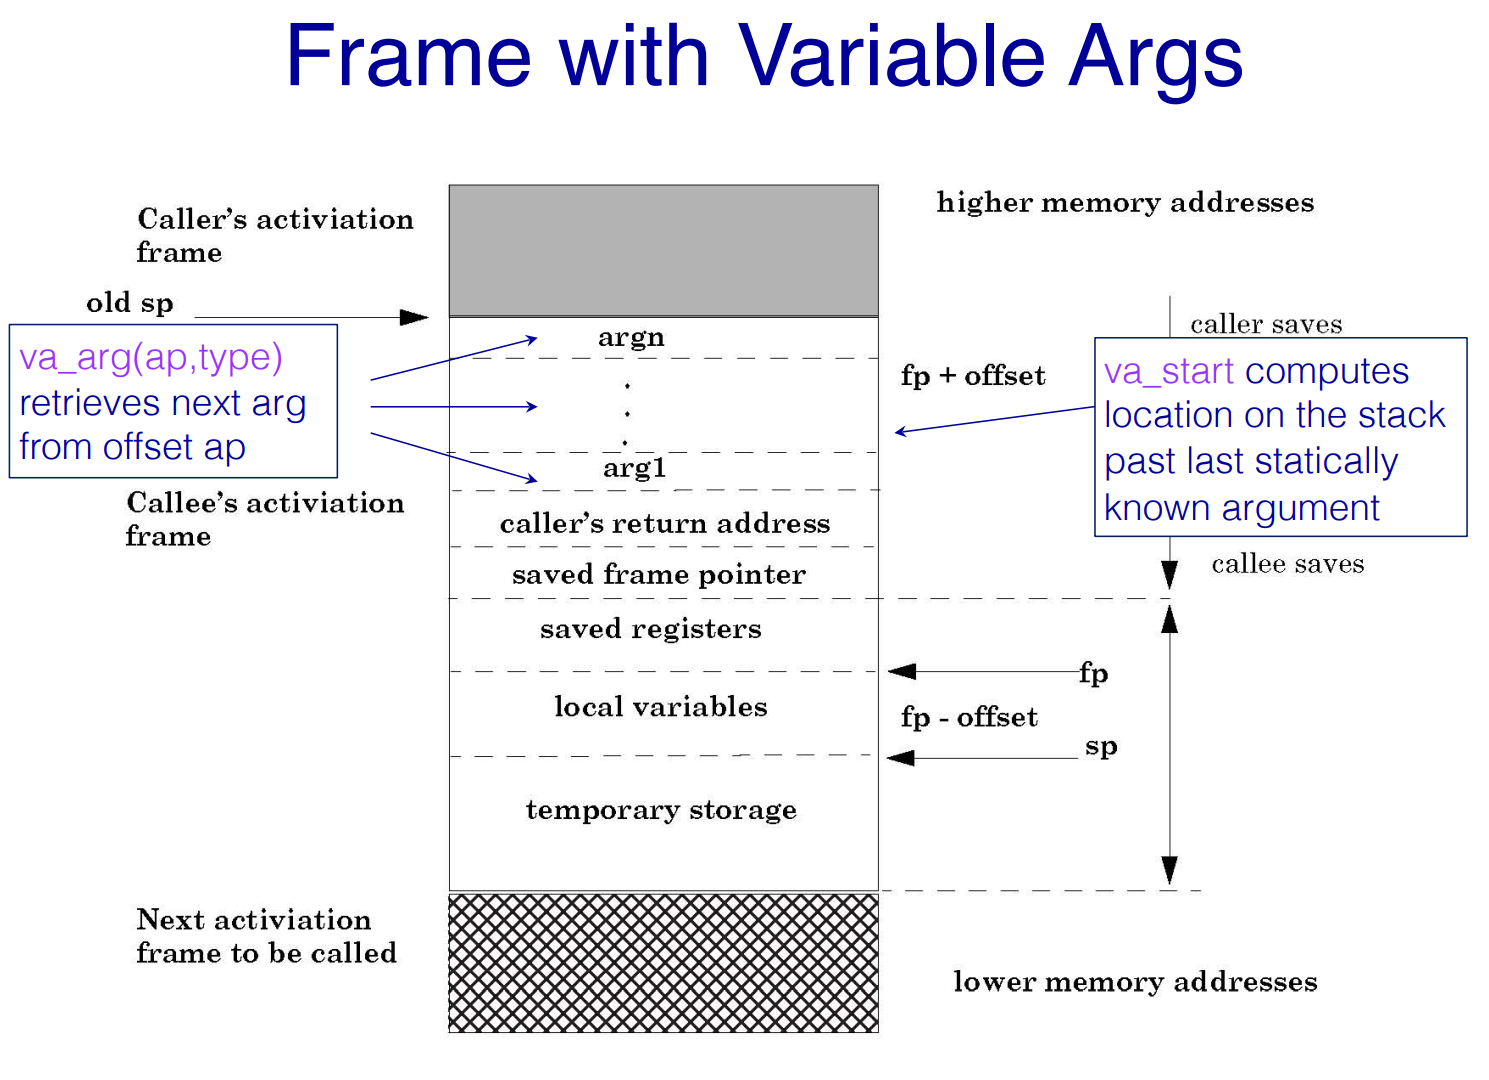 Frame with Variable Args
Caller's activiation
frame
higher memory addresses
old sp
va_arg(ap,type)
retrieves next arg
from offset ap
argn
.
.
.
arg1
fp + offset
caller saves
va_start computes
location on the stack
past last statically
known argument
Callee's activiation
frame
caller's return address
saved frame pointer
callee saves
saved registers
fp
local variables
fp - offset
sp
temporary storage
Next activiation
frame to be called
lower memory addresses